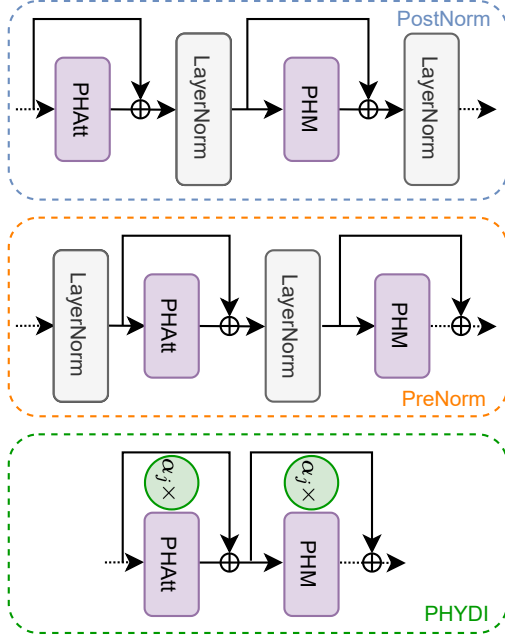 PostNorm
PHAtt
LayerNorm
PHM
LayerNorm
LayerNorm
PHAtt
LayerNorm
PHM
PreNorm
αj×
αj×
PHAtt
PHM
PHYDI